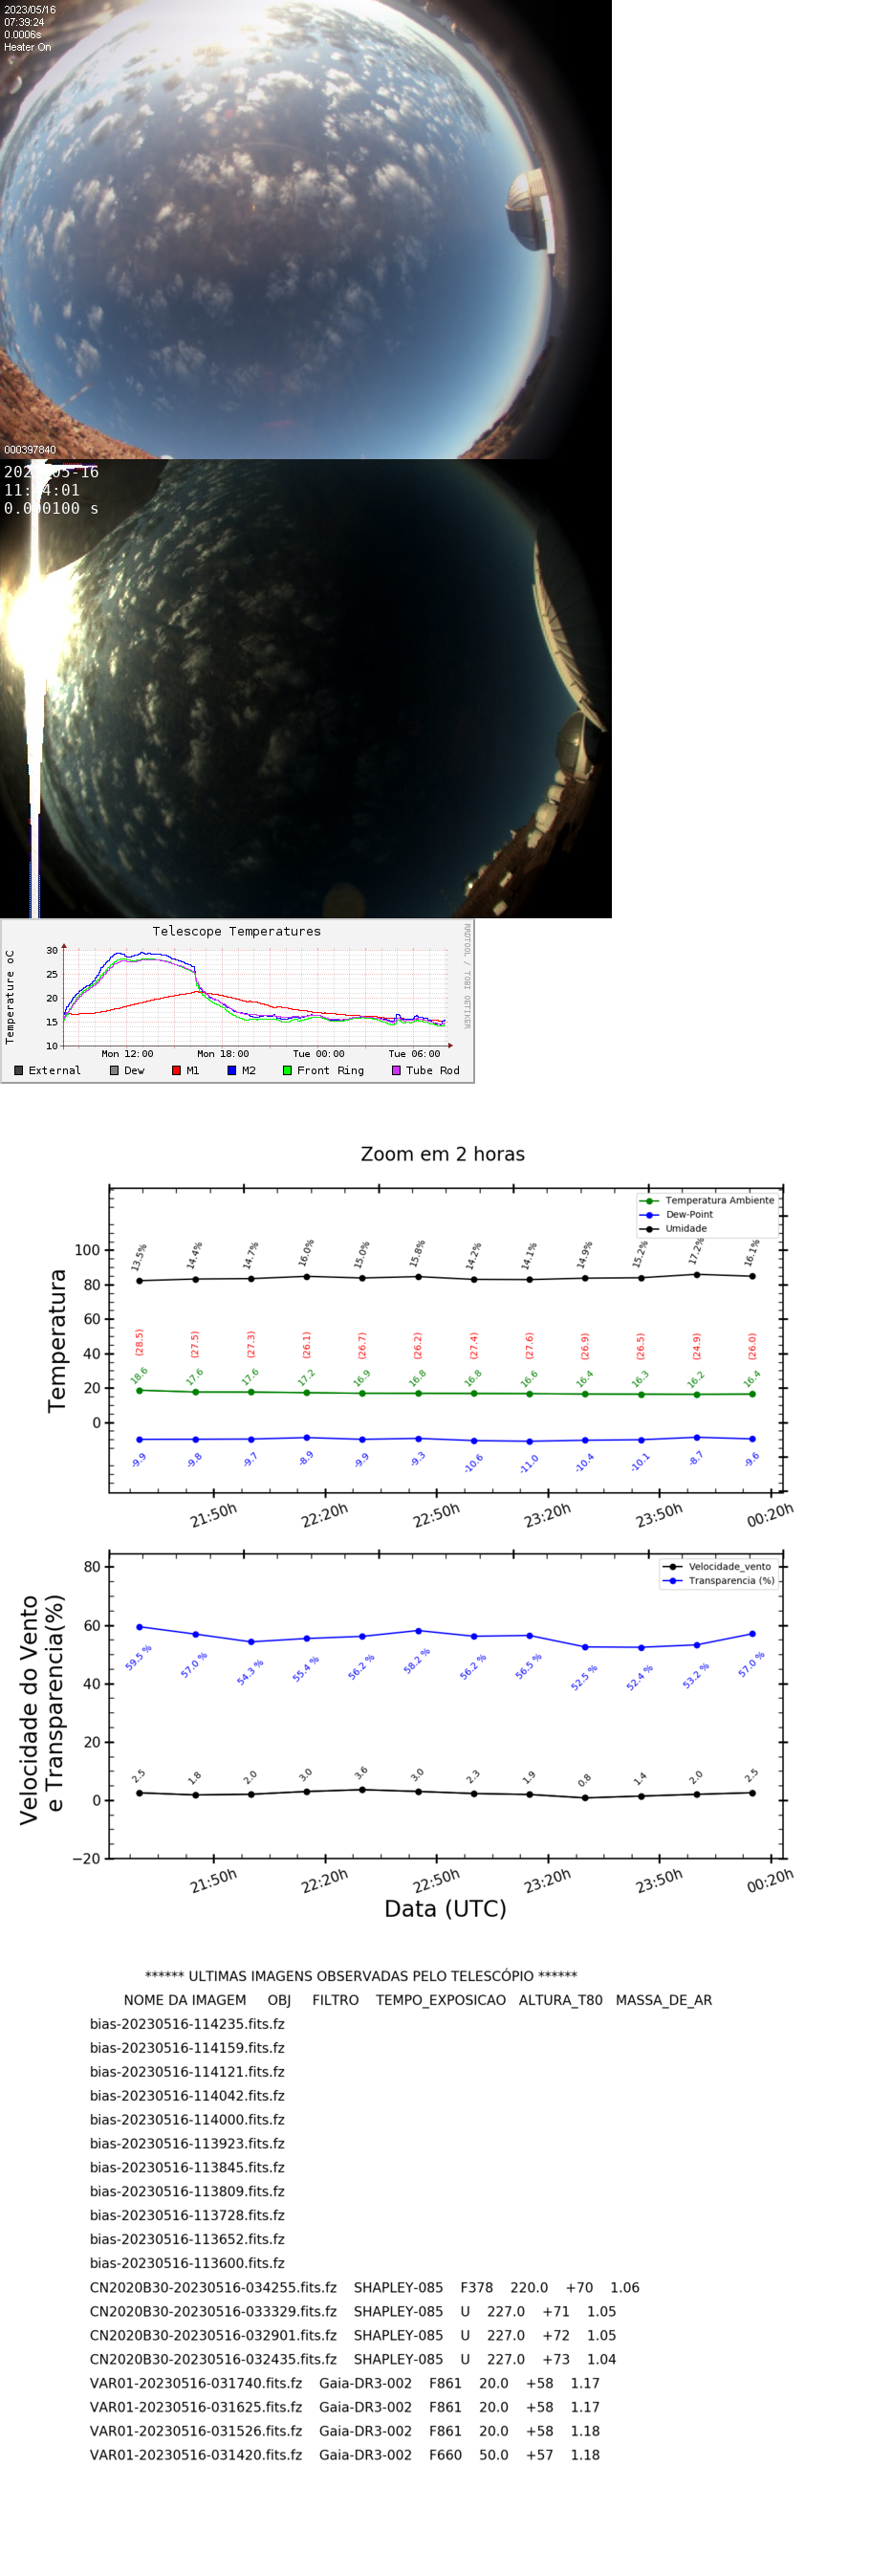 2023/05/16
07:39:24
0.0006s
Heater On
000397840
11: 4:01
0.000100 s
Telescope Temperatures
RRDTOOL / TOBI OETIKER
Temperature oC
30
25
20
15
10
Mon 12:00 Mon 18:00 Tue 00:00 Tue 06:00
External Dew M1 M2 Front Ring Tube Rod
Zoom em 2 horas
Temperatura Ambiente
Dew-Point
Umidade
Temperatura
100
80
60
40
20
0
13.5% 14.4% 14.7% 16.0% 15.0% 15.8% 14.2% 14.1% 14.9% 15.2% 17.2% 16.1%
(28.5) (27.5) (27.3) (26.1) (26.7) (26.2) (27.4) (27.6) (26.9) (26.5) (24.9) (26.0)
18.6 17.6 17.6 17.2 16.9 16.8 16.8 16.6 16.4 16.3 16.2 16.4
-9.9 -9.8 -9.7 -8.9 -9.9 -9.3 -10.6 -11.0 -10.4 -10.1 -8.7 -9.6
21:50h 22:20h 22:50h 23:20h 23:50h 00:20h
Velocidade_vento
Transparencia (%)
Velocidade do Vento
e Transparencia(%)
80
60
40
20
0
−20
59.5 % 57.0 % 54.3 % 55.4 % 56.2 % 58.2 % 56.2 % 56.5 % 52.5 % 52.4 % 53.2 % 57.0 %
2.5 1.8 2.0 3.0 3.6 3.0 2.3 1.9 0.8 1.4 2.0 2.5
21:50h 22:20h 22:50h 23:20h 23:50h 00:20h
Data (UTC)
****** ULTIMAS IMAGENS OBSERVADAS PELO TELESCÓPIO ******
NOME DA IMAGEM OBJ FILTRO TEMPO_EXPOSICAO ALTURA_T80 MASSA_DE_AR
bias-20230516-114235.fits.fz
bias-20230516-114159.fits.fz
bias-20230516-114121.fits.fz
bias-20230516-114042.fits.fz
bias-20230516-114000.fits.fz
bias-20230516-113923.fits.fz
bias-20230516-113845.fits.fz
bias-20230516-113809.fits.fz
bias-20230516-113728.fits.fz
bias-20230516-113652.fits.fz
bias-20230516-113600.fits.fz
CN2020B30-20230516-034255.fits.fz SHAPLEY-085 F378 220.0 +70 1.06
CN2020B30-20230516-033329.fits.fz SHAPLEY-085 U 227.0 +71 1.05
CN2020B30-20230516-032901.fits.fz SHAPLEY-085 U 227.0 +72 1.05
CN2020B30-20230516-032435.fits.fz SHAPLEY-085 U 227.0 +73 1.04
VAR01-20230516-031740.fits.fz Gaia-DR3-002 F861 20.0 +58 1.17
VAR01-20230516-031625.fits.fz Gaia-DR3-002 F861 20.0 +58 1.17
VAR01-20230516-031526.fits.fz Gaia-DR3-002 F861 20.0 +58 1.18
VAR01-20230516-031420.fits.fz Gaia-DR3-002 F660 50.0 +57 1.18